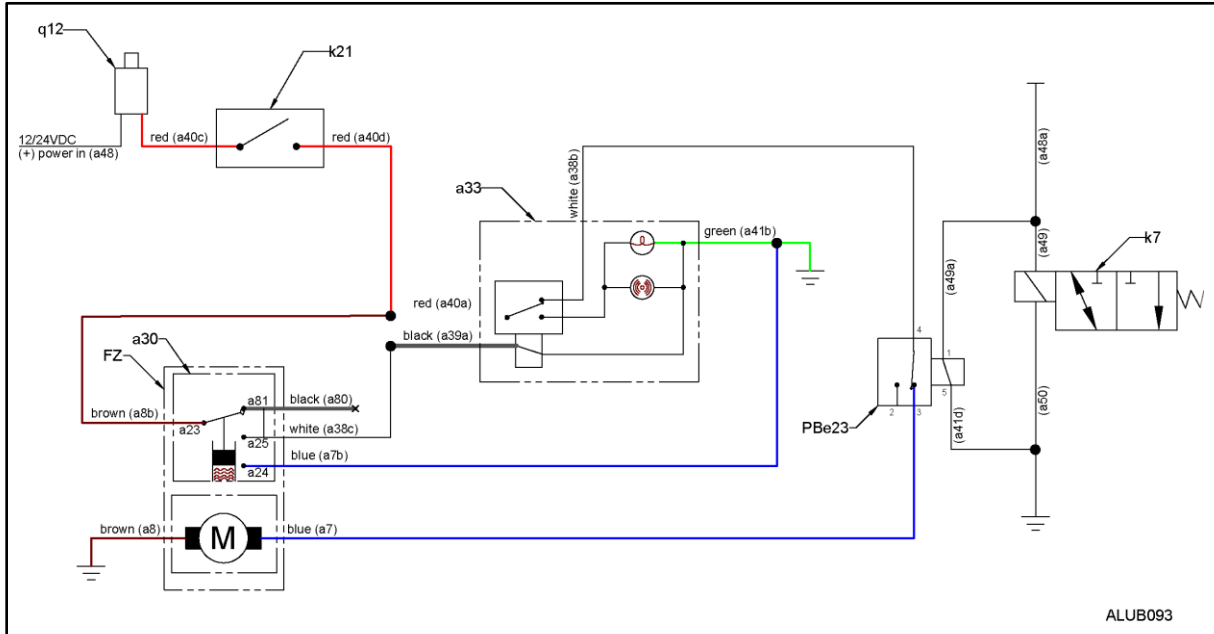 q12
k21
12/24VDC
(+) power in (a48)
red (a40c)
red (a40d)
a33
white (a38b)
green (a41b)
red (a40a)
black (a39a)
a30
FZ
a81
black (a80)
brown (a8b)
a23
white (a38c)
a25
blue (a7b)
a24
brown (a8)
M
blue (a7)
4
1
2
3
5
PBe23
(a49a)
(a41d)
(a48a)
(a49)
k7
(a50)
ALUB093